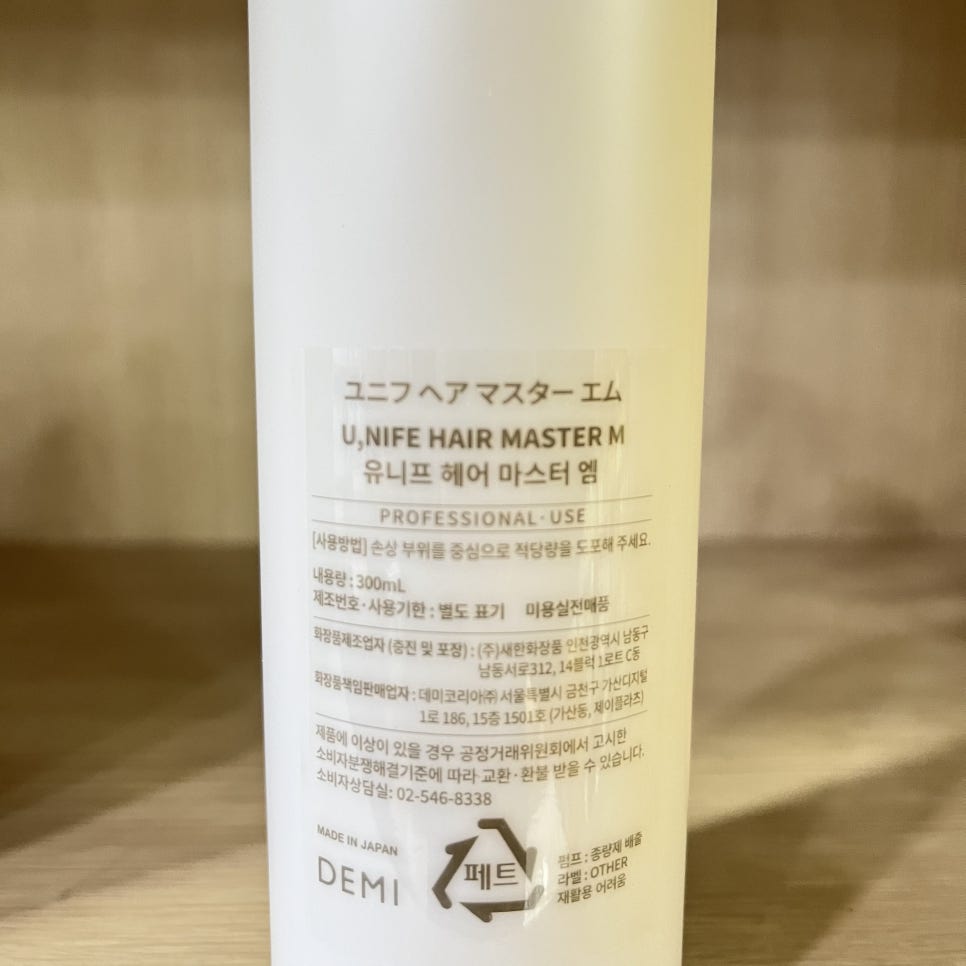 ユニフ ヘア マスター エム
U,NIFE HAIR MASTER M
유니프 헤어 마스터 엠
PROFESSIONAL·USE
[사용방법] 손상 부위를 중심으로 적당량을 도포해 주세요.
내용량 : 300mL
제조번호·사용기한 : 별도 표기 미용실전매품
화장품제조업자 (충진 및 포장) : (주)새한화장품 인천광역시 남동구
남동서로312, 14블럭 1로트 C동
화장품책임판매업자 : 데미코리아㈜ 서울특별시 금천구 가산디지털
1로 186, 15층 1501호 (가산동, 제이플라츠)
제품에 이상이 있을 경우 공정거래위원회에서 고시한
소비자분쟁해결기준에 따라 교환·환불 받을 수 있습니다.
소비자상담실: 02-546-8338
MADE IN JAPAN
DEMI
페트
펌프 : 종량제 배출
라벨 : OTHER
재활용 어려움